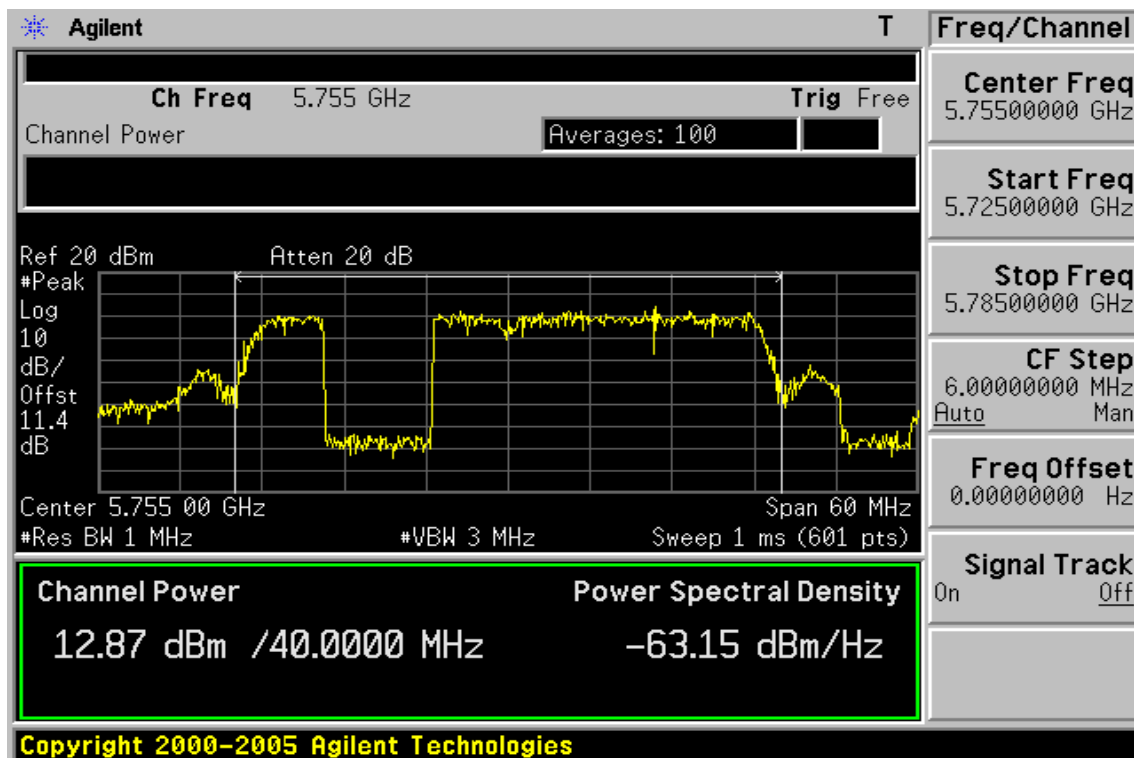 Agilent T
Ch Freq 5.755 GHz Trig Free
Channel Power Averages: 100
Ref 20 dBm Atten 20 dB
#Peak
Log
10
dB/
Offst
11.4
dB
Center 5.755 00 GHz Span 60 MHz
#Res BW 1 MHz #VBW 3 MHz Sweep 1 ms (601 pts)
Channel Power Power Spectral Density
12.87 dBm /40.0000 MHz -63.15 dBm/Hz
Copyright 2000-2005 Agilent Technologies
Freq/Channel
Center Freq
5.75500000 GHz
Start Freq
5.72500000 GHz
Stop Freq
5.78500000 GHz
CF Step
6.00000000 MHz
Auto Man
Freq Offset
0.00000000 Hz
Signal Track
On Off